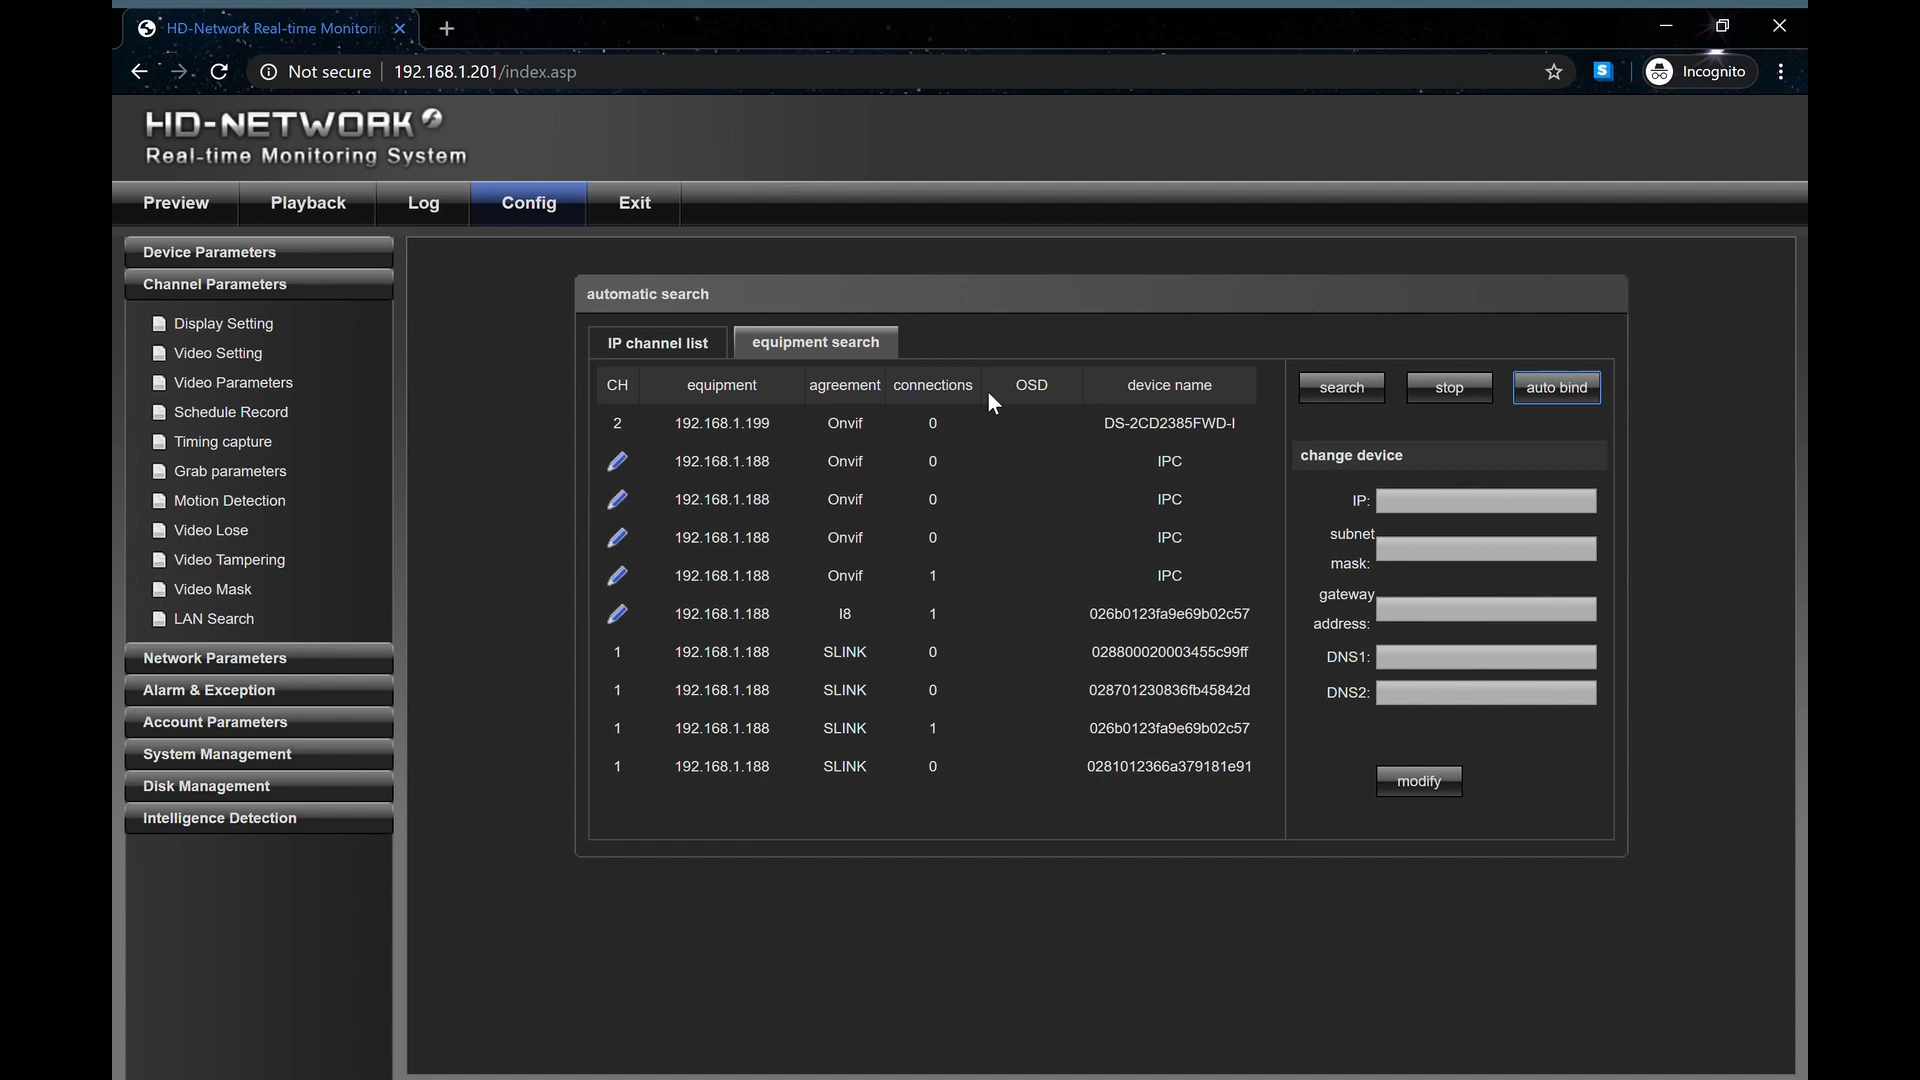 HD-Network Real-time Monitorin
Not secure 192.168.1.201/index.asp
S
Incognito
HD-NETWORK
Real-time Monitoring System
Preview Playback Log Config Exit
Device Parameters
Channel Parameters
Display Setting
Video Setting
Video Parameters
Schedule Record
Timing capture
Grab parameters
Motion Detection
Video Lose
Video Tampering
Video Mask
LAN Search
Network Parameters
Alarm & Exception
Account Parameters
System Management
Disk Management
Intelligence Detection
automatic search
IP channel list equipment search
CH equipment agreement connections OSD device name
2 192.168.1.199 Onvif 0 DS-2CD2385FWD-I
192.168.1.188 Onvif 0 IPC
192.168.1.188 Onvif 0 IPC
192.168.1.188 Onvif 0 IPC
192.168.1.188 Onvif 1 IPC
192.168.1.188 I8 1 026b0123fa9e69b02c57
1 192.168.1.188 SLINK 0 028800020003455c99ff
1 192.168.1.188 SLINK 0 028701230836fb45842d
1 192.168.1.188 SLINK 1 026b0123fa9e69b02c57
1 192.168.1.188 SLINK 0 0281012366a379181e91
search stop auto bind
change device
IP:
subnet
mask:
gateway
address:
DNS1:
DNS2:
modify